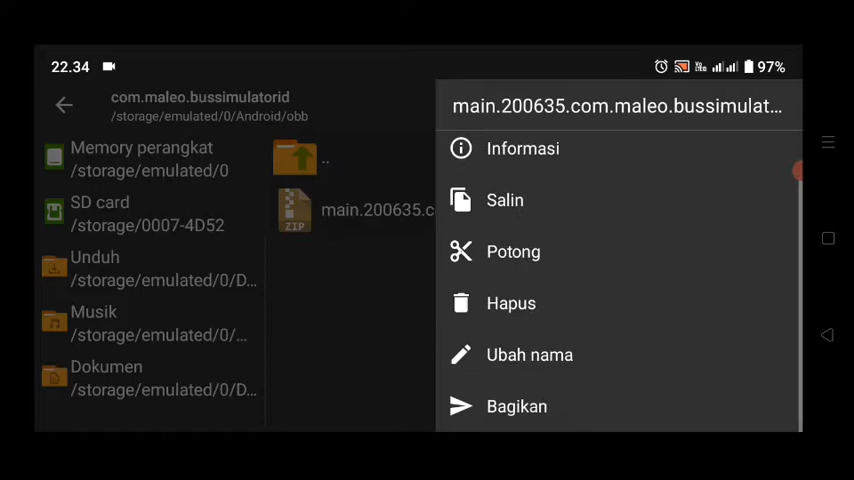 22.34
97%
com.maleo.bussimulatorid
/storage/emulated/0/Android/obb
main.200635.com.maleo.bussimulat...
Memory perangkat
/storage/emulated/0
SD card
/storage/0007-4D52
Unduh
/storage/emulated/0/D...
Musik
/storage/emulated/0/...
Dokumen
/storage/emulated/0/D...
..
main.200635.c
ZIP
Informasi
Salin
Potong
Hapus
Ubah nama
Bagikan